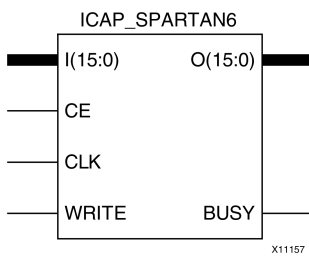 ICAP_SPARTAN6
I(15:0) O(15:0)
CE
CLK
WRITE BUSY
X11157